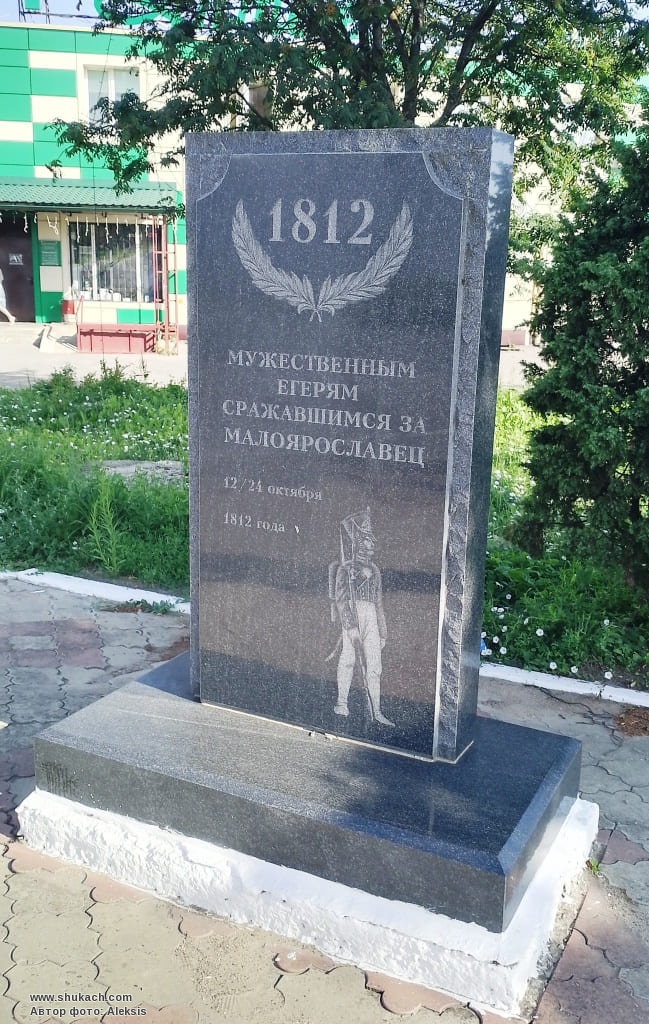 1812
МУЖЕСТВЕННЫМ
ЕГЕРЯМ
СРАЖАВШИМСЯ ЗА
МАЛОЯРОСЛАВЕЦ
12/24 октября
1812 года
www.shukach.com
Автор фото: Aleksis